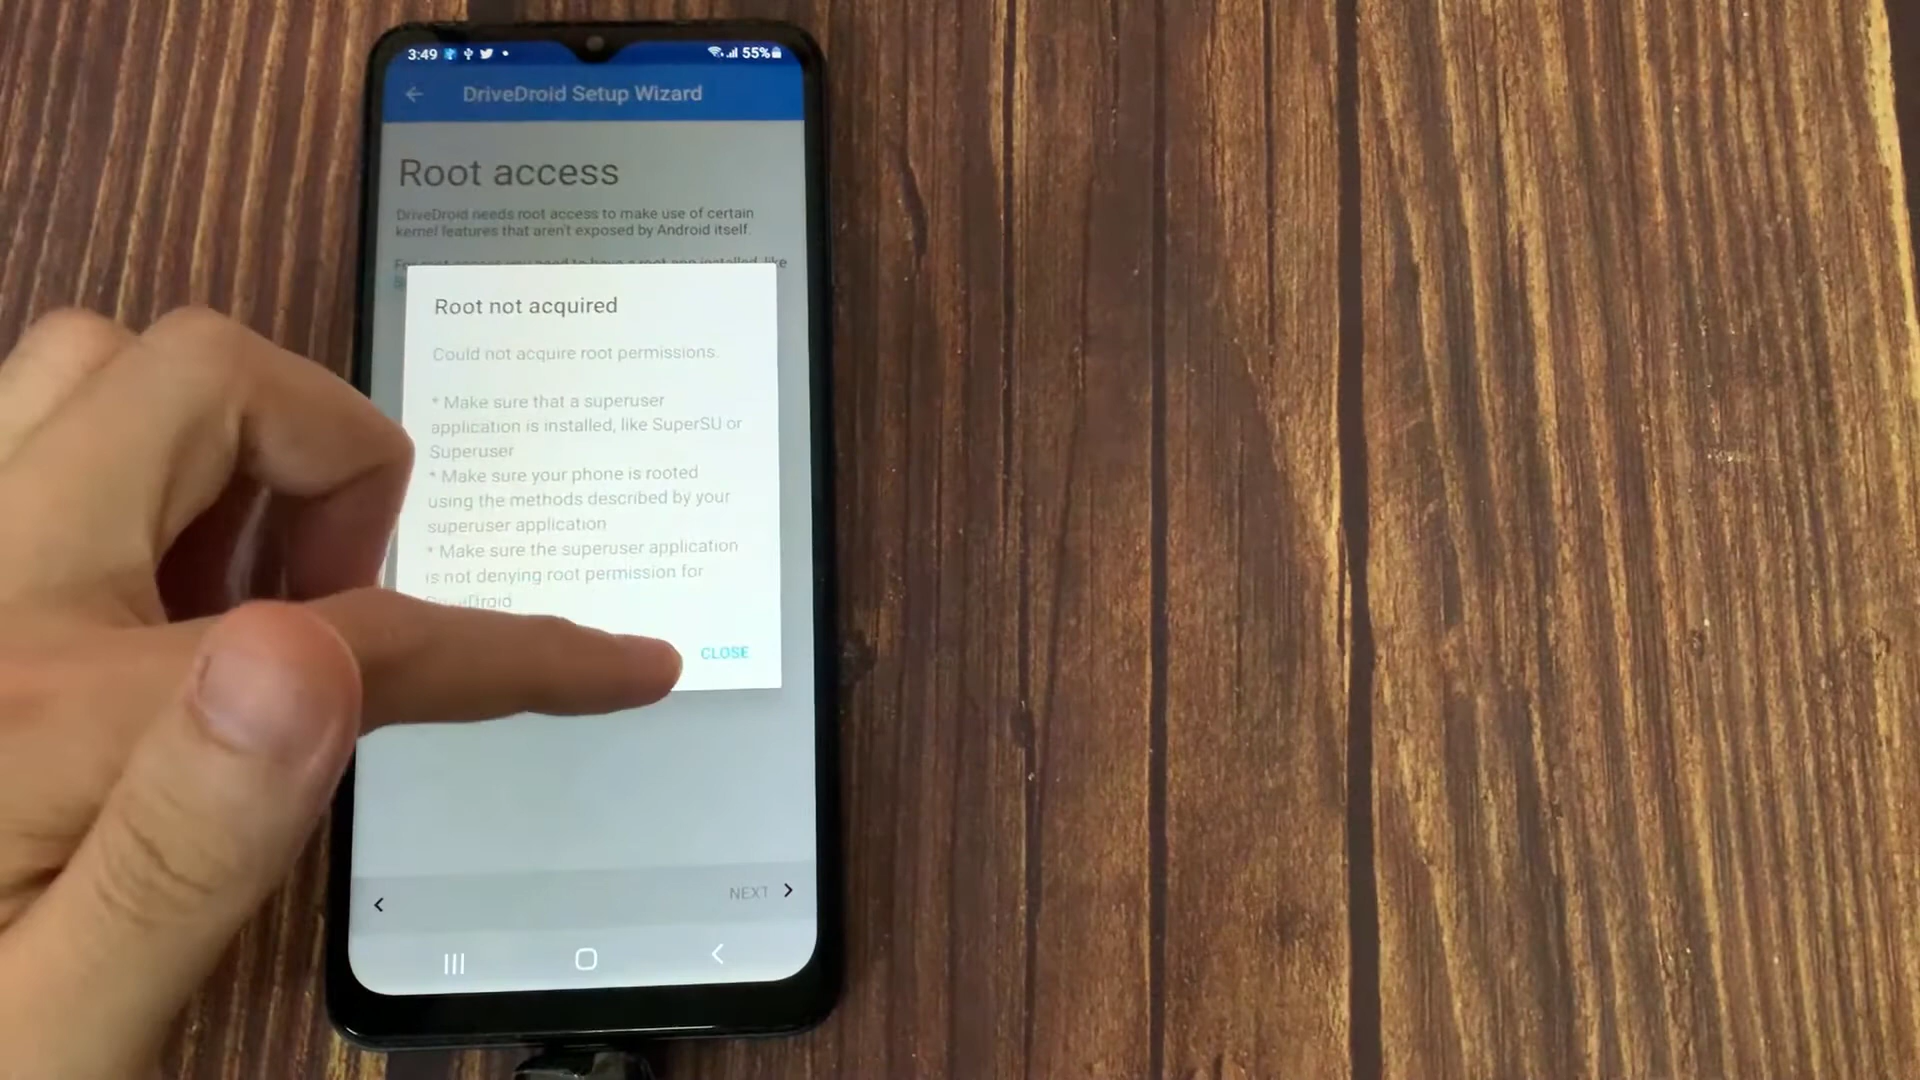 3:49
55%
DriveDroid Setup Wizard
Root access
DriveDroid needs root access to make use of certain
kernel features that aren't exposed by Android itself.
Root not acquired
Could not acquire root permissions.
* Make sure that a superuser
application is installed, like SuperSU or
Superuser
* Make sure your phone is rooted
using the methods described by your
superuser application
* Make sure the superuser application
is not denying root permission for
DriveDroid
CLOSE
NEXT